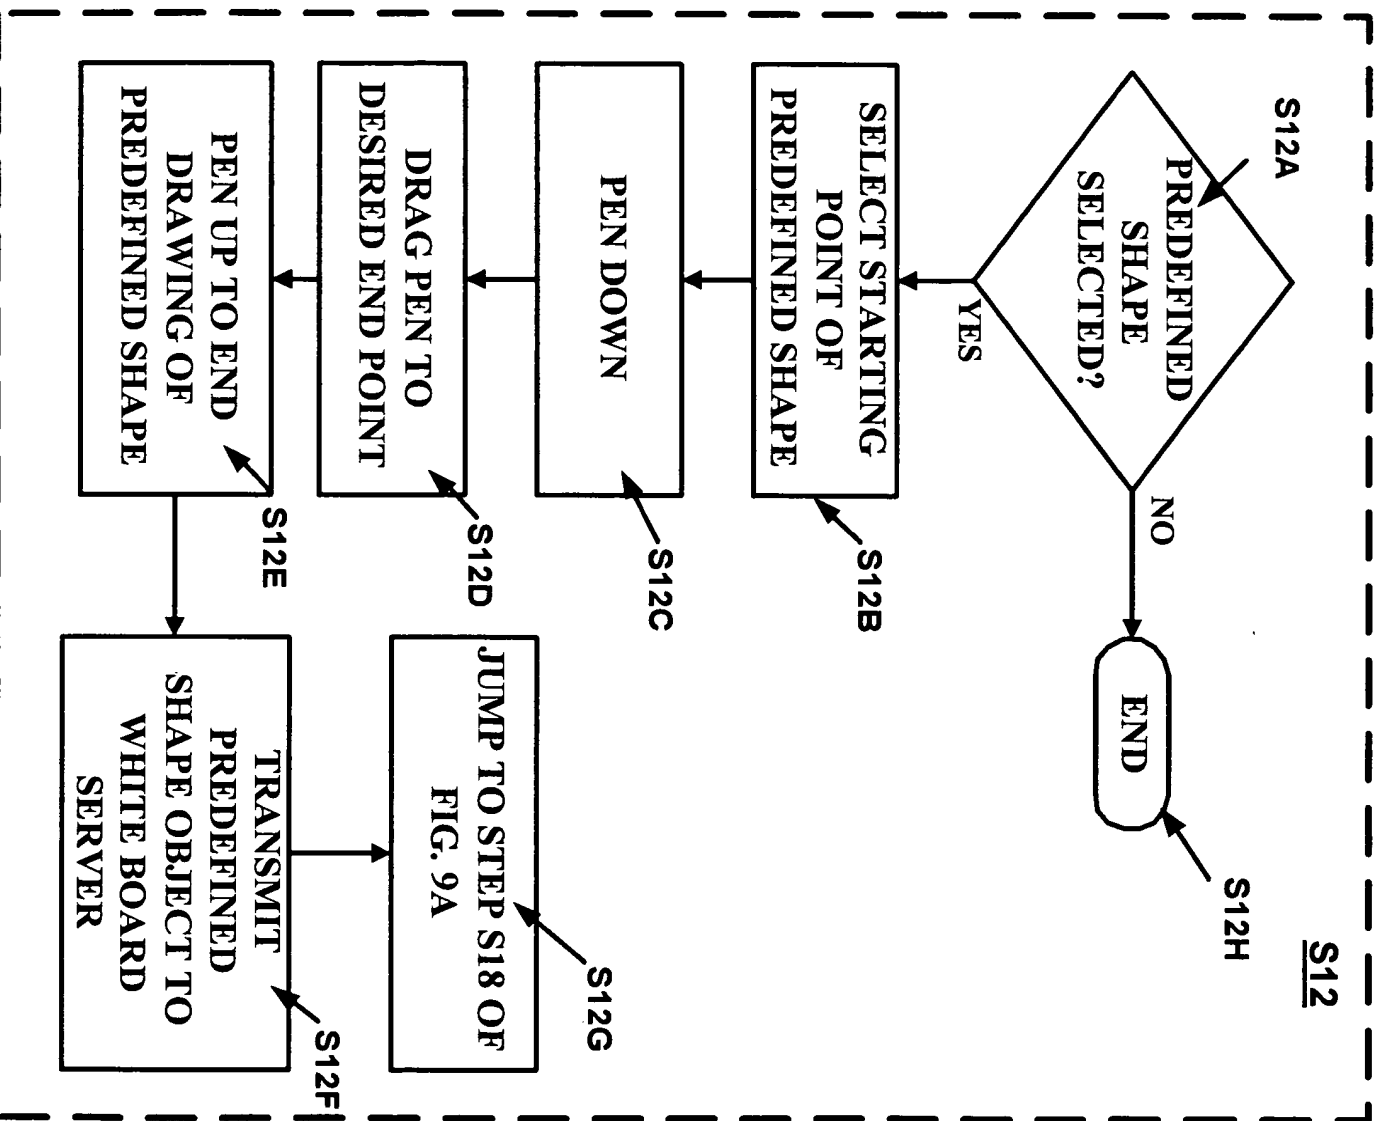 S12
S12A
PREDEFINED
SHAPE
SELECTED?
NO
END
S12H
YES
SELECT STARTING
POINT OF
PREDEFINED SHAPE
S12B
PEN DOWN
S12C
DRAG PEN TO
DESIRED END POINT
S12D
PEN UP TO END
DRAWING OF
PREDEFINED SHAPE
S12E
JUMP TO STEP S18 OF
FIG. 9A
S12G
TRANSMIT
PREDEFINED
SHAPE OBJECT TO
WHITE BOARD
SERVER
S12F